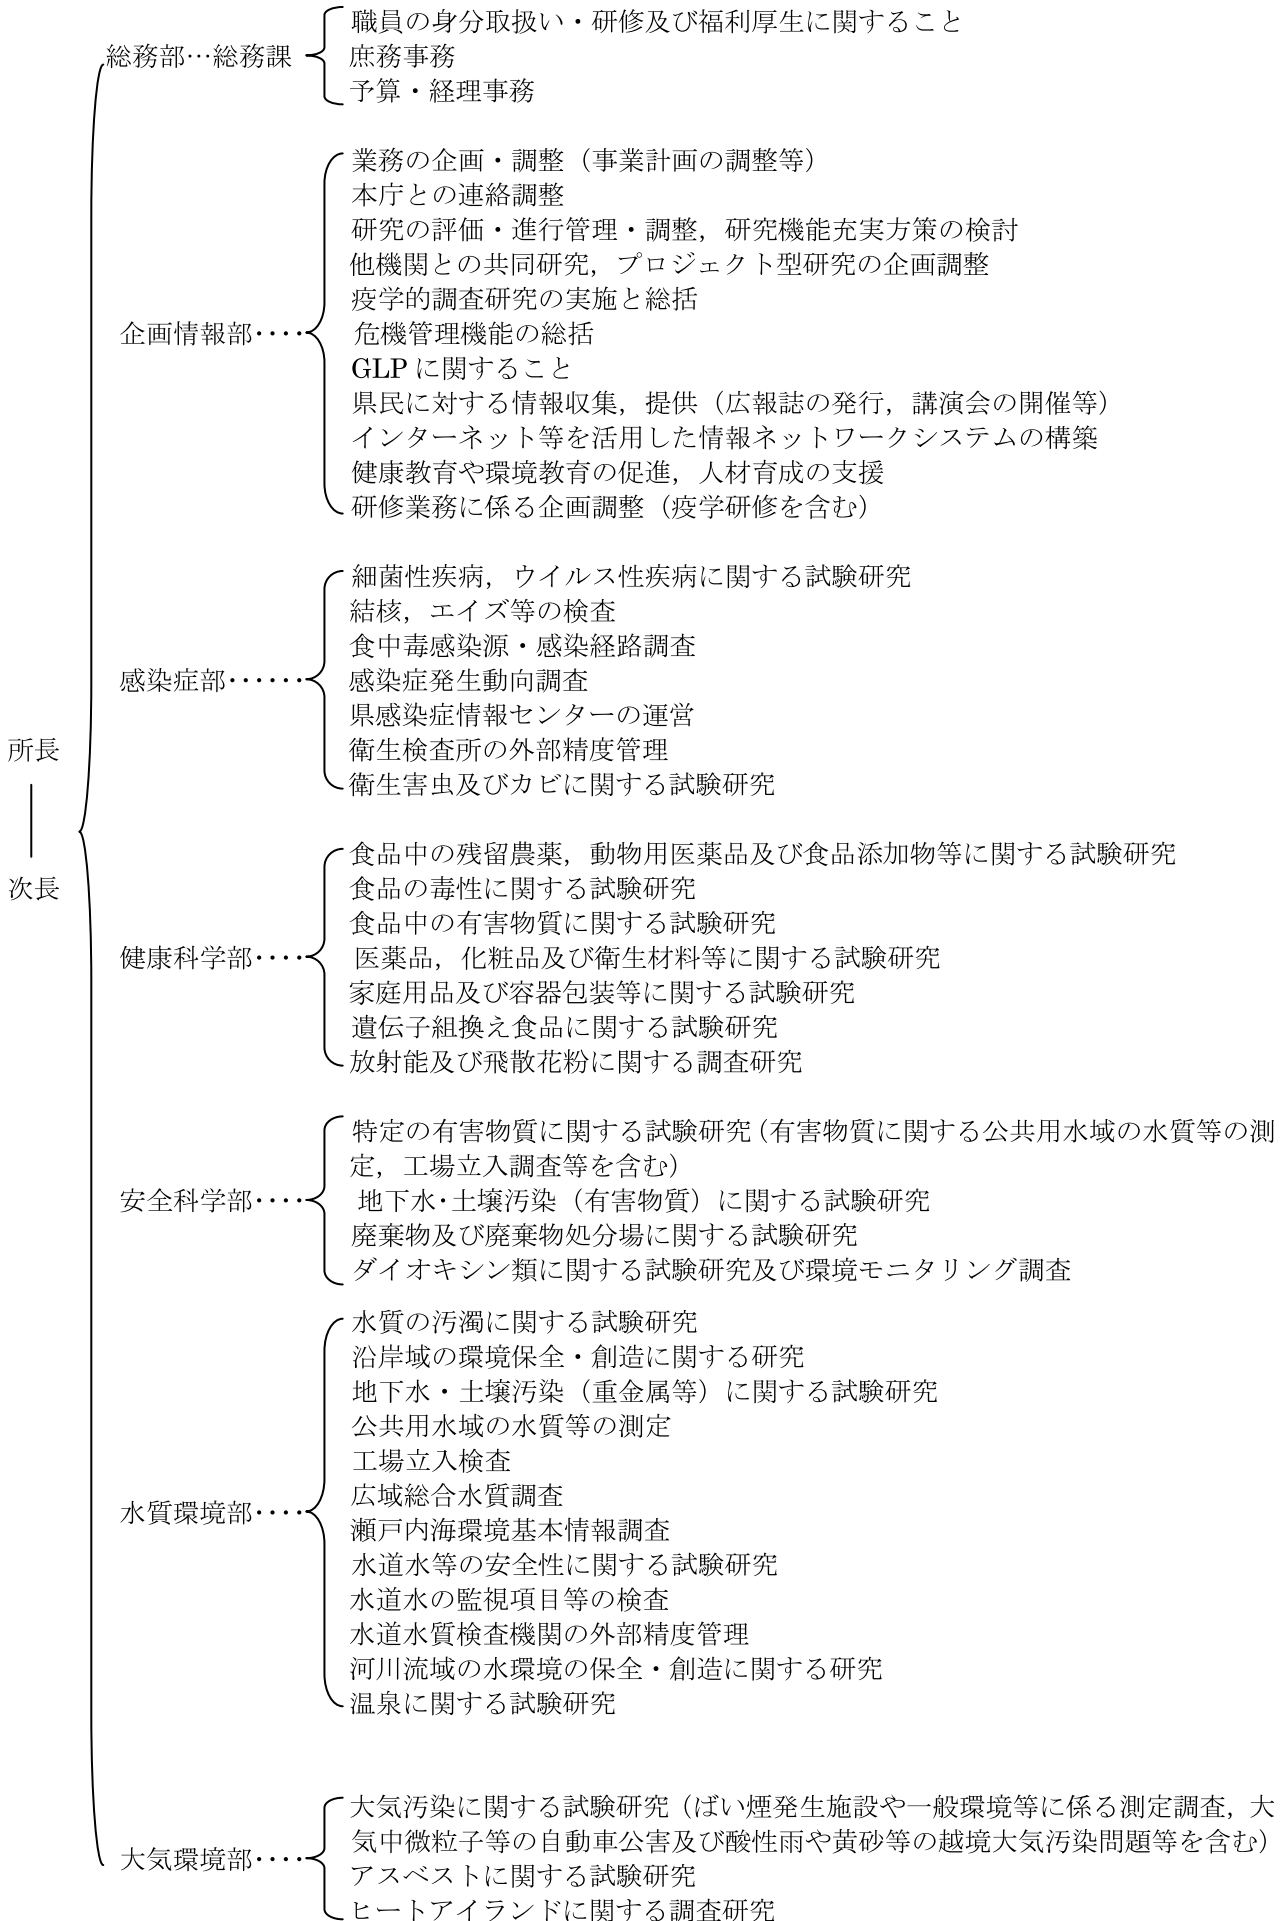 所長
次長
総務部…総務課
職員の身分取扱い・研修及び福利厚生に関すること
庶務事務
予算・経理事務
企画情報部････
業務の企画・調整（事業計画の調整等）
本庁との連絡調整
研究の評価・進行管理・調整，研究機能充実方策の検討
他機関との共同研究，プロジェクト型研究の企画調整
疫学的調査研究の実施と総括
危機管理機能の総括
GLP に関すること
県民に対する情報収集，提供（広報誌の発行，講演会の開催等）
インターネット等を活用した情報ネットワークシステムの構築
健康教育や環境教育の促進，人材育成の支援
研修業務に係る企画調整（疫学研修を含む）
感染症部･･････
細菌性疾病，ウイルス性疾病に関する試験研究
結核，エイズ等の検査
食中毒感染源・感染経路調査
感染症発生動向調査
県感染症情報センターの運営
衛生検査所の外部精度管理
衛生害虫及びカビに関する試験研究
健康科学部････
食品中の残留農薬，動物用医薬品及び食品添加物等に関する試験研究
食品の毒性に関する試験研究
食品中の有害物質に関する試験研究
医薬品，化粧品及び衛生材料等に関する試験研究
家庭用品及び容器包装等に関する試験研究
遺伝子組換え食品に関する試験研究
放射能及び飛散花粉に関する調査研究
安全科学部････
特定の有害物質に関する試験研究（有害物質に関する公共用水域の水質等の測
定，工場立入調査等を含む）
地下水･土壌汚染（有害物質）に関する試験研究
廃棄物及び廃棄物処分場に関する試験研究
ダイオキシン類に関する試験研究及び環境モニタリング調査
水質環境部････
水質の汚濁に関する試験研究
沿岸域の環境保全・創造に関する研究
地下水・土壌汚染（重金属等）に関する試験研究
公共用水域の水質等の測定
工場立入検査
広域総合水質調査
瀬戸内海環境基本情報調査
水道水等の安全性に関する試験研究
水道水の監視項目等の検査
水道水質検査機関の外部精度管理
河川流域の水環境の保全・創造に関する研究
温泉に関する試験研究
大気環境部････
大気汚染に関する試験研究（ばい煙発生施設や一般環境等に係る測定調査，大
気中微粒子等の自動車公害及び酸性雨や黄砂等の越境大気汚染問題等を含む）
アスベストに関する試験研究
ヒートアイランドに関する調査研究